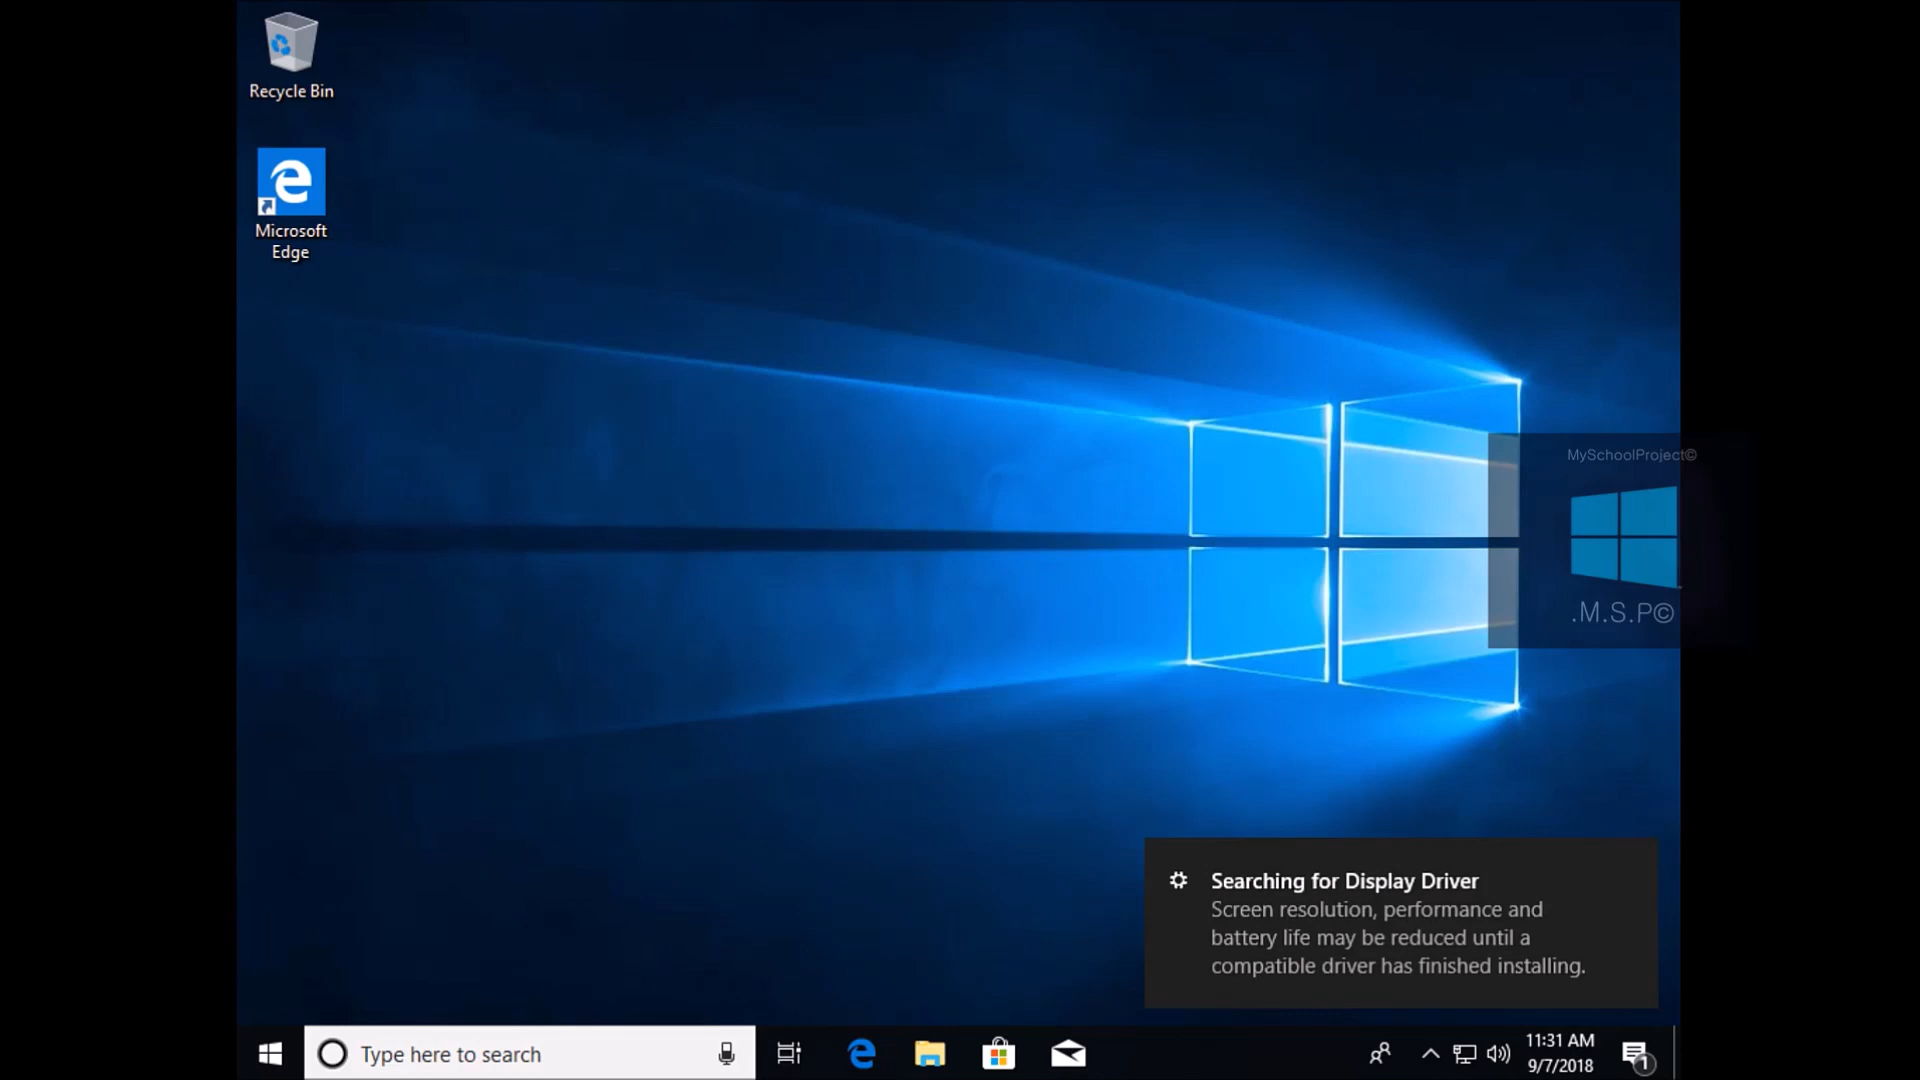 Recycle Bin
Microsoft
Edge
MySchoolProject©
.M.S.P©
Searching for Display Driver
Screen resolution, performance and
battery life may be reduced until a
compatible driver has finished installing.
Type here to search
11:31 AM
9/7/2018
1